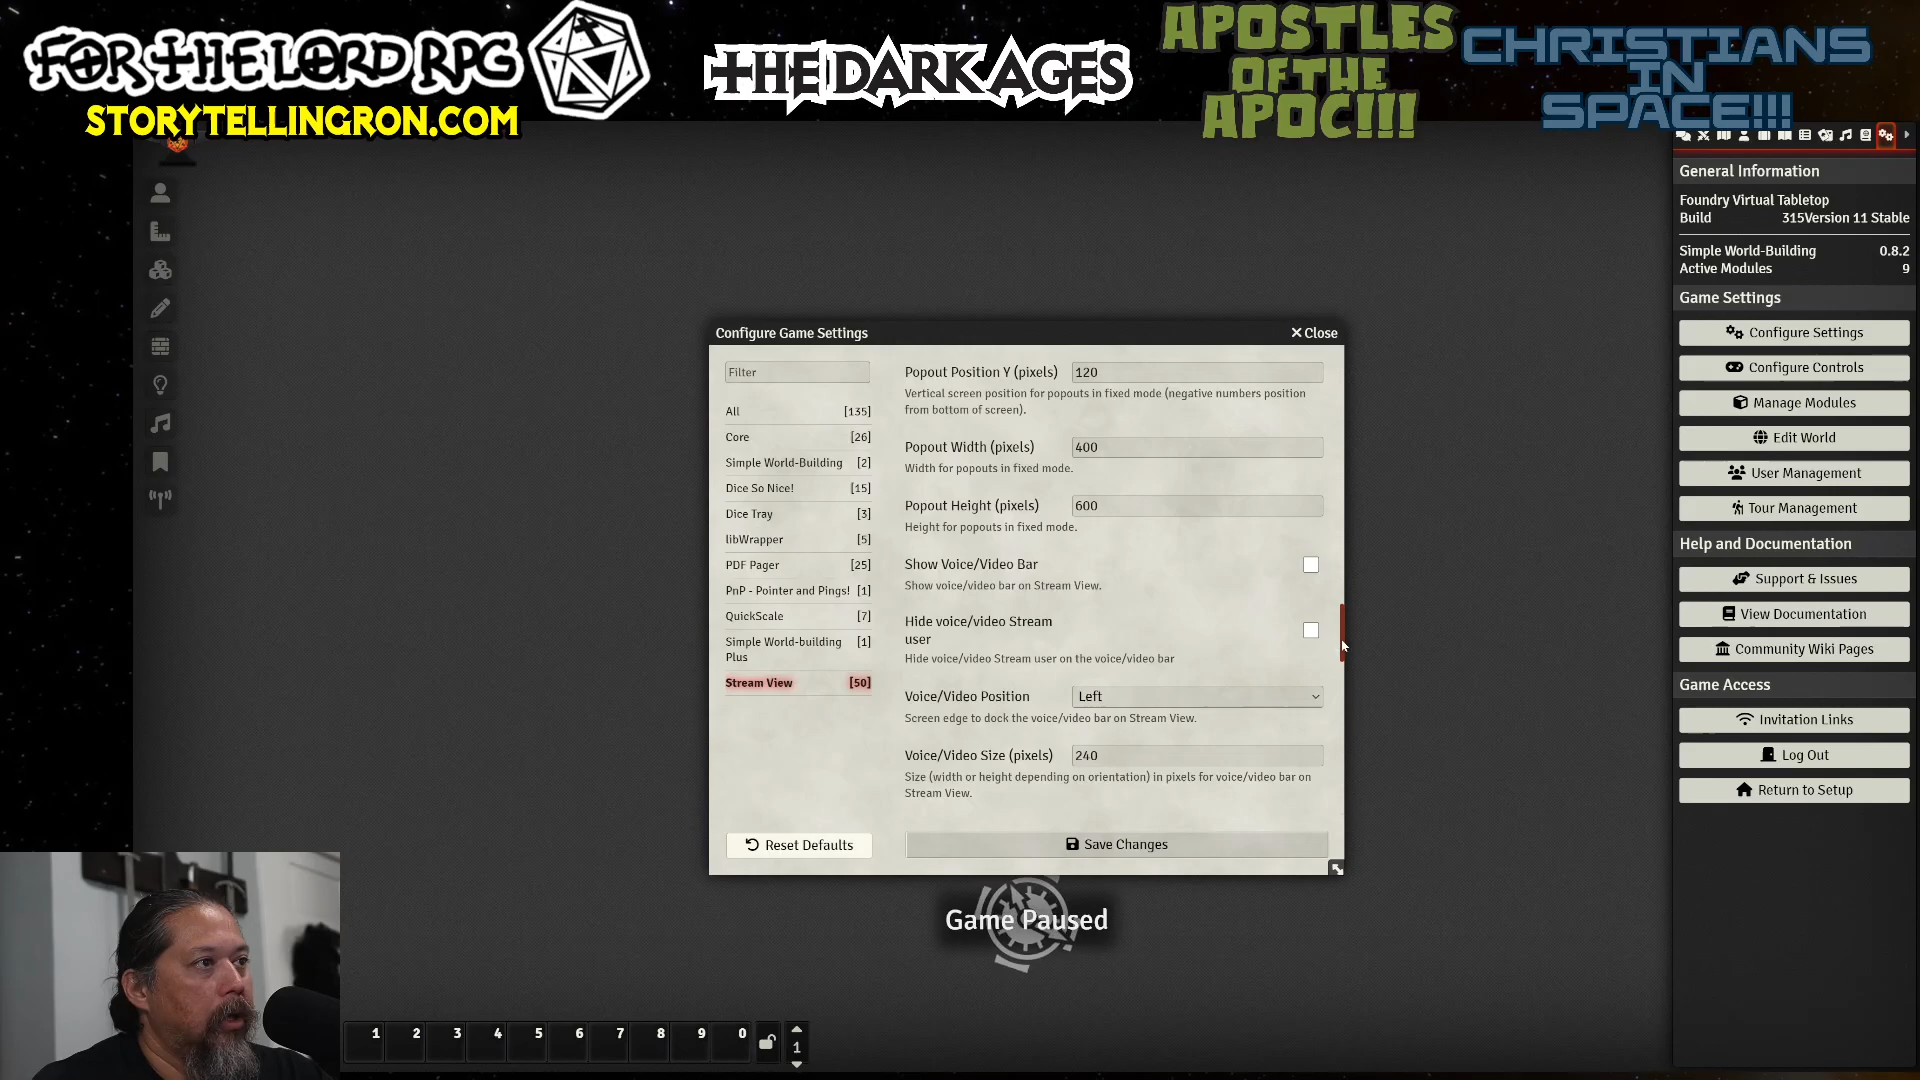 FOR THE LORD RPG
STORYTELLINGRON.COM
THE DARK AGES
APOSTLES
OF THE
APOC!!!
CHRISTIANS
IN
SPACE!!!
General Information
Foundry Virtual Tabletop
Build 315Version 11 Stable
Simple World-Building 0.8.2
Active Modules 9
Game Settings
Configure Settings
Configure Controls
Manage Modules
Edit World
User Management
Tour Management
Help and Documentation
Support & Issues
View Documentation
Community Wiki Pages
Game Access
Invitation Links
Log Out
Return to Setup
Configure Game Settings
Close
Filter
All [135]
Core [26]
Simple World-Building [2]
Dice So Nice! [15]
Dice Tray [3]
libWrapper [5]
PDF Pager [25]
PnP - Pointer and Pings! [1]
QuickScale [7]
Simple World-building [1]
Plus
Stream View [50]
Reset Defaults
Popout Position Y (pixels) 120
Vertical screen position for popouts in fixed mode (negative numbers position
from bottom of screen).
Popout Width (pixels) 400
Width for popouts in fixed mode.
Popout Height (pixels) 600
Height for popouts in fixed mode.
Show Voice/Video Bar
Show voice/video bar on Stream View.
Hide voice/video Stream
user
Hide voice/video Stream user on the voice/video bar
Voice/Video Position Left
Screen edge to dock the voice/video bar on Stream View.
Voice/Video Size (pixels) 240
Size (width or height depending on orientation) in pixels for voice/video bar on
Stream View.
Save Changes
Game Paused
1 2 3 4 5 6 7 8 9 0
1